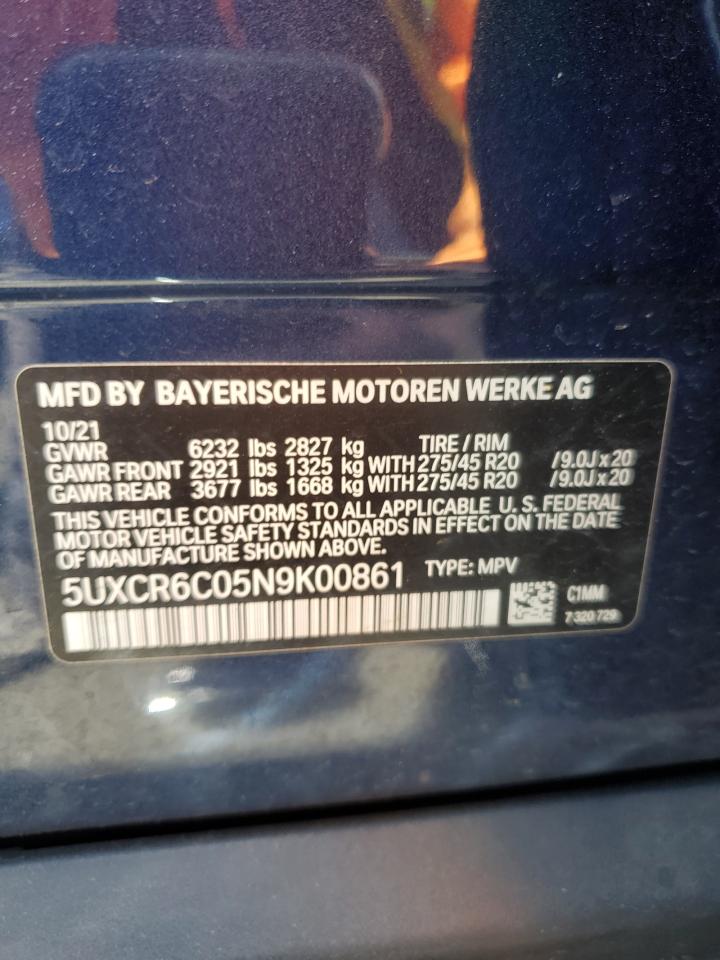 MFD BY BAYERISCHE MOTOREN WERKE AG
10/21
GVWR 6232 lbs 2827 kg TIRE / RIM
GAWR FRONT 2921 lbs 1325 kg WITH 275/45 R20 /9.0J x 20
GAWR REAR 3677 lbs 1668 kg WITH 275/45 R20 /9.0J x 20
THIS VEHICLE CONFORMS TO ALL APPLICABLE U. S. FEDERAL
MOTOR VEHICLE SAFETY STANDARDS IN EFFECT ON THE DATE
OF MANUFACTURE SHOWN ABOVE.
5UXCR6C05N9K00861 TYPE: MPV
C1MM
7 320 729